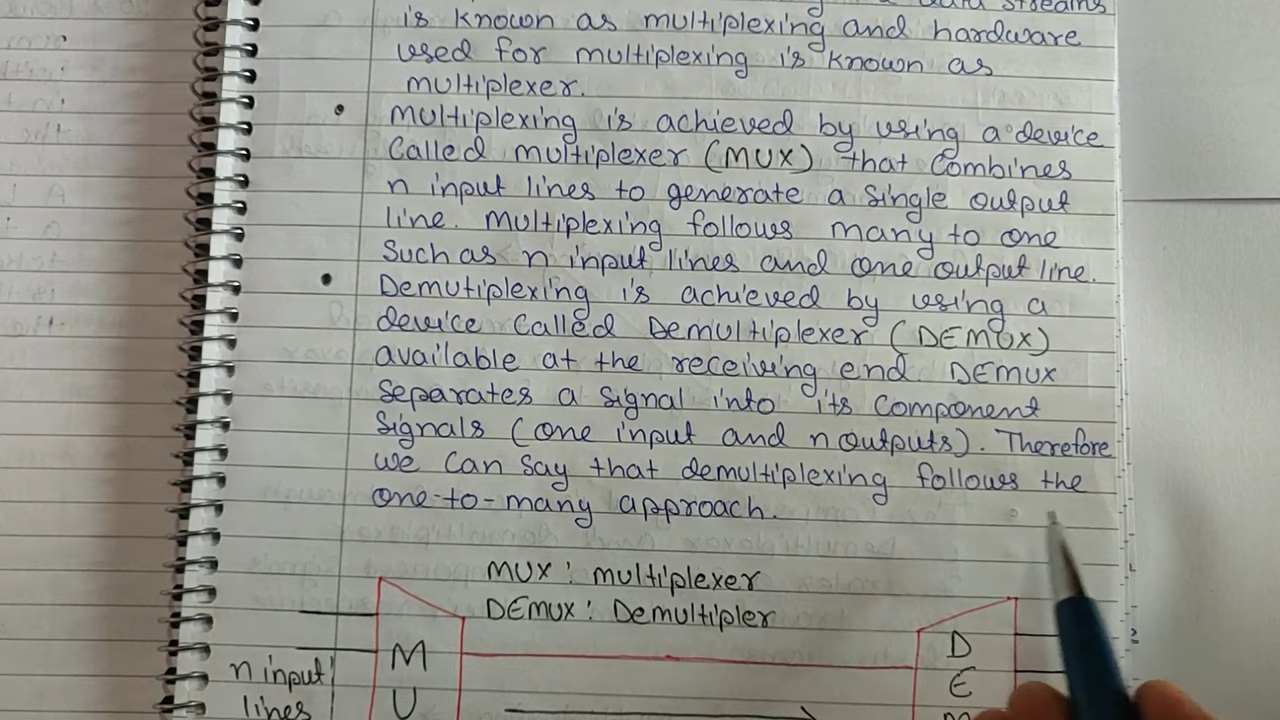 data streams
is known as multiplexing and hardware
used for multiplexing is known as
multiplexer.
• Multiplexing is achieved by using a device
Called multiplexer (MUX) that combines
n input lines to generate a single output
line. Multiplexing follows many to one
Such as n input lines and one output line.
• Demutiplexing is achieved by using a
device called Demultiplexer (DEMUX)
available at the receiving end. DEMUX
Separates a signal into its component
Signals (one input and n outputs). Therefore
we can say that demultiplexing follows the
one-to-many approach.
MUX : multiplexer
DEMUX : Demultipler
M
U
n input
lines
D
E
M